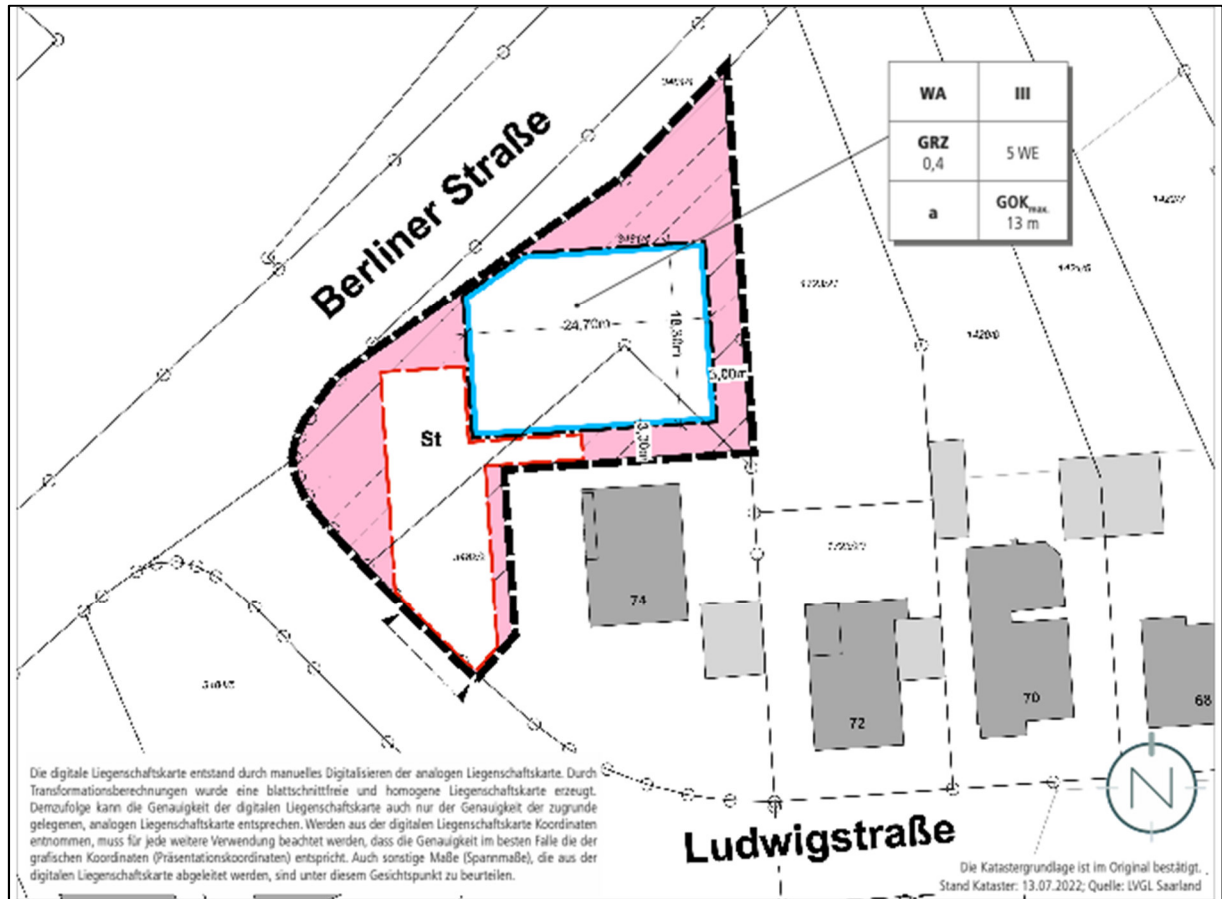 Berliner Straße
WA
III
GRZ
0,4
5 WE
a
GOKmax.
13 m
24,70m
St
74
72
70
68
Ludwigstraße
N
Die digitale Liegenschaftskarte entstand durch manuelles Digitalisieren der analogen Liegenschaftskarte. Durch
Transformationsberechnungen wurde eine blattschnittfreie und homogene Liegenschaftskarte erzeugt.
Demzufolge kann die Genauigkeit der digitalen Liegenschaftskarte auch nur der Genauigkeit der zugrunde
gelegenen, analogen Liegenschaftskarte entsprechen. Werden aus der digitalen Liegenschaftskarte Koordinaten
entnommen, muss für jede weitere Verwendung beachtet werden, dass die Genauigkeit im besten Falle die der
grafischen Koordinaten (Präsentationskoordinaten) entspricht. Auch sonstige Maße (Spannmaße), die aus der
digitalen Liegenschaftskarte abgeleitet werden, sind unter diesem Gesichtspunkt zu beurteilen.
Die Katastergrundlage ist im Original bestätigt.
Stand Kataster: 13.07.2022; Quelle: LVGL Saarland